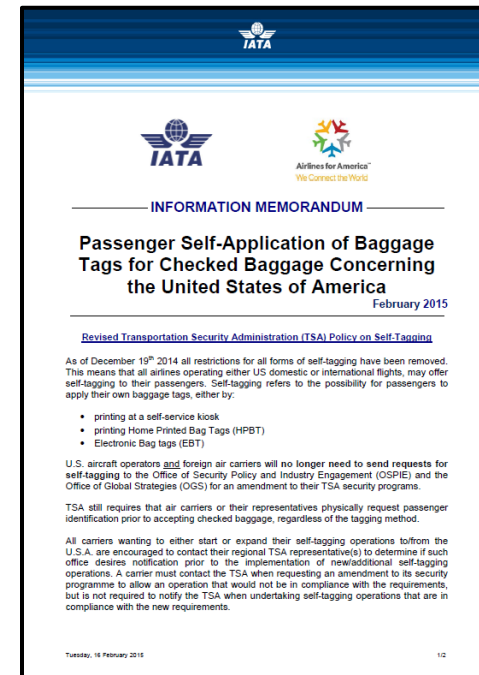 IATA
IATA
Airlines for America™
We Connect the World
INFORMATION MEMORANDUM
Passenger Self-Application of Baggage
Tags for Checked Baggage Concerning
the United States of America
February 2015
Revised Transportation Security Administration (TSA) Policy on Self-Tagging
As of December 19th 2014 all restrictions for all forms of self-tagging have been removed.
This means that all airlines operating either US domestic or international flights, may offer
self-tagging to their passengers. Self-tagging refers to the possibility for passengers to
apply their own baggage tags, either by:
• printing at a self-service kiosk
• printing Home Printed Bag Tags (HPBT)
• Electronic Bag tags (EBT)
U.S. aircraft operators and foreign air carriers will no longer need to send requests for
self-tagging to the Office of Security Policy and Industry Engagement (OSPIE) and the
Office of Global Strategies (OGS) for an amendment to their TSA security programs.
TSA still requires that air carriers or their representatives physically request passenger
identification prior to accepting checked baggage, regardless of the tagging method.
All carriers wanting to either start or expand their self-tagging operations to/from the
U.S.A. are encouraged to contact their regional TSA representative(s) to determine if such
office desires notification prior to the implementation of new/additional self-tagging
operations. A carrier must contact the TSA when requesting an amendment to its security
programme to allow an operation that would not be in compliance with the requirements,
but is not required to notify the TSA when undertaking self-tagging operations that are in
compliance with the new requirements.
Tuesday, 16 February 2015 1/2